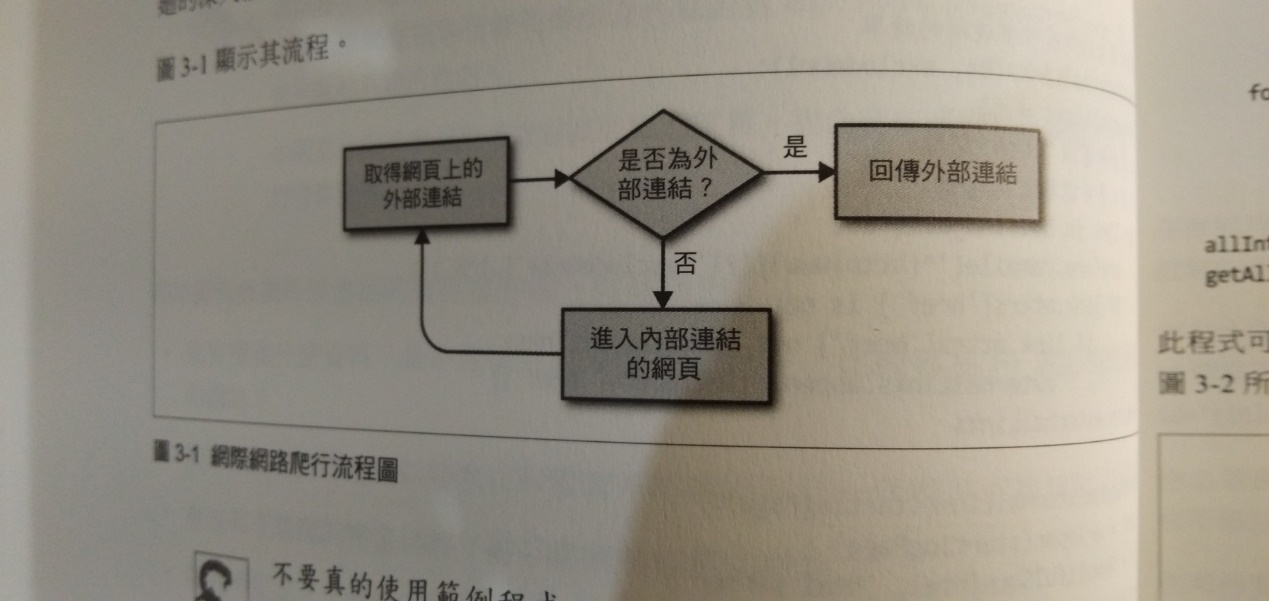 圖 3-1 顯示其流程。
取得網頁上的
外部連結
是否為外
部連結？
是
回傳外部連結
否
進入內部連結
的網頁
圖 3-1 網際網路爬行流程圖
不要真的使用範例程式
fo
allInt
getAll
此程式可
圖 3-2 所